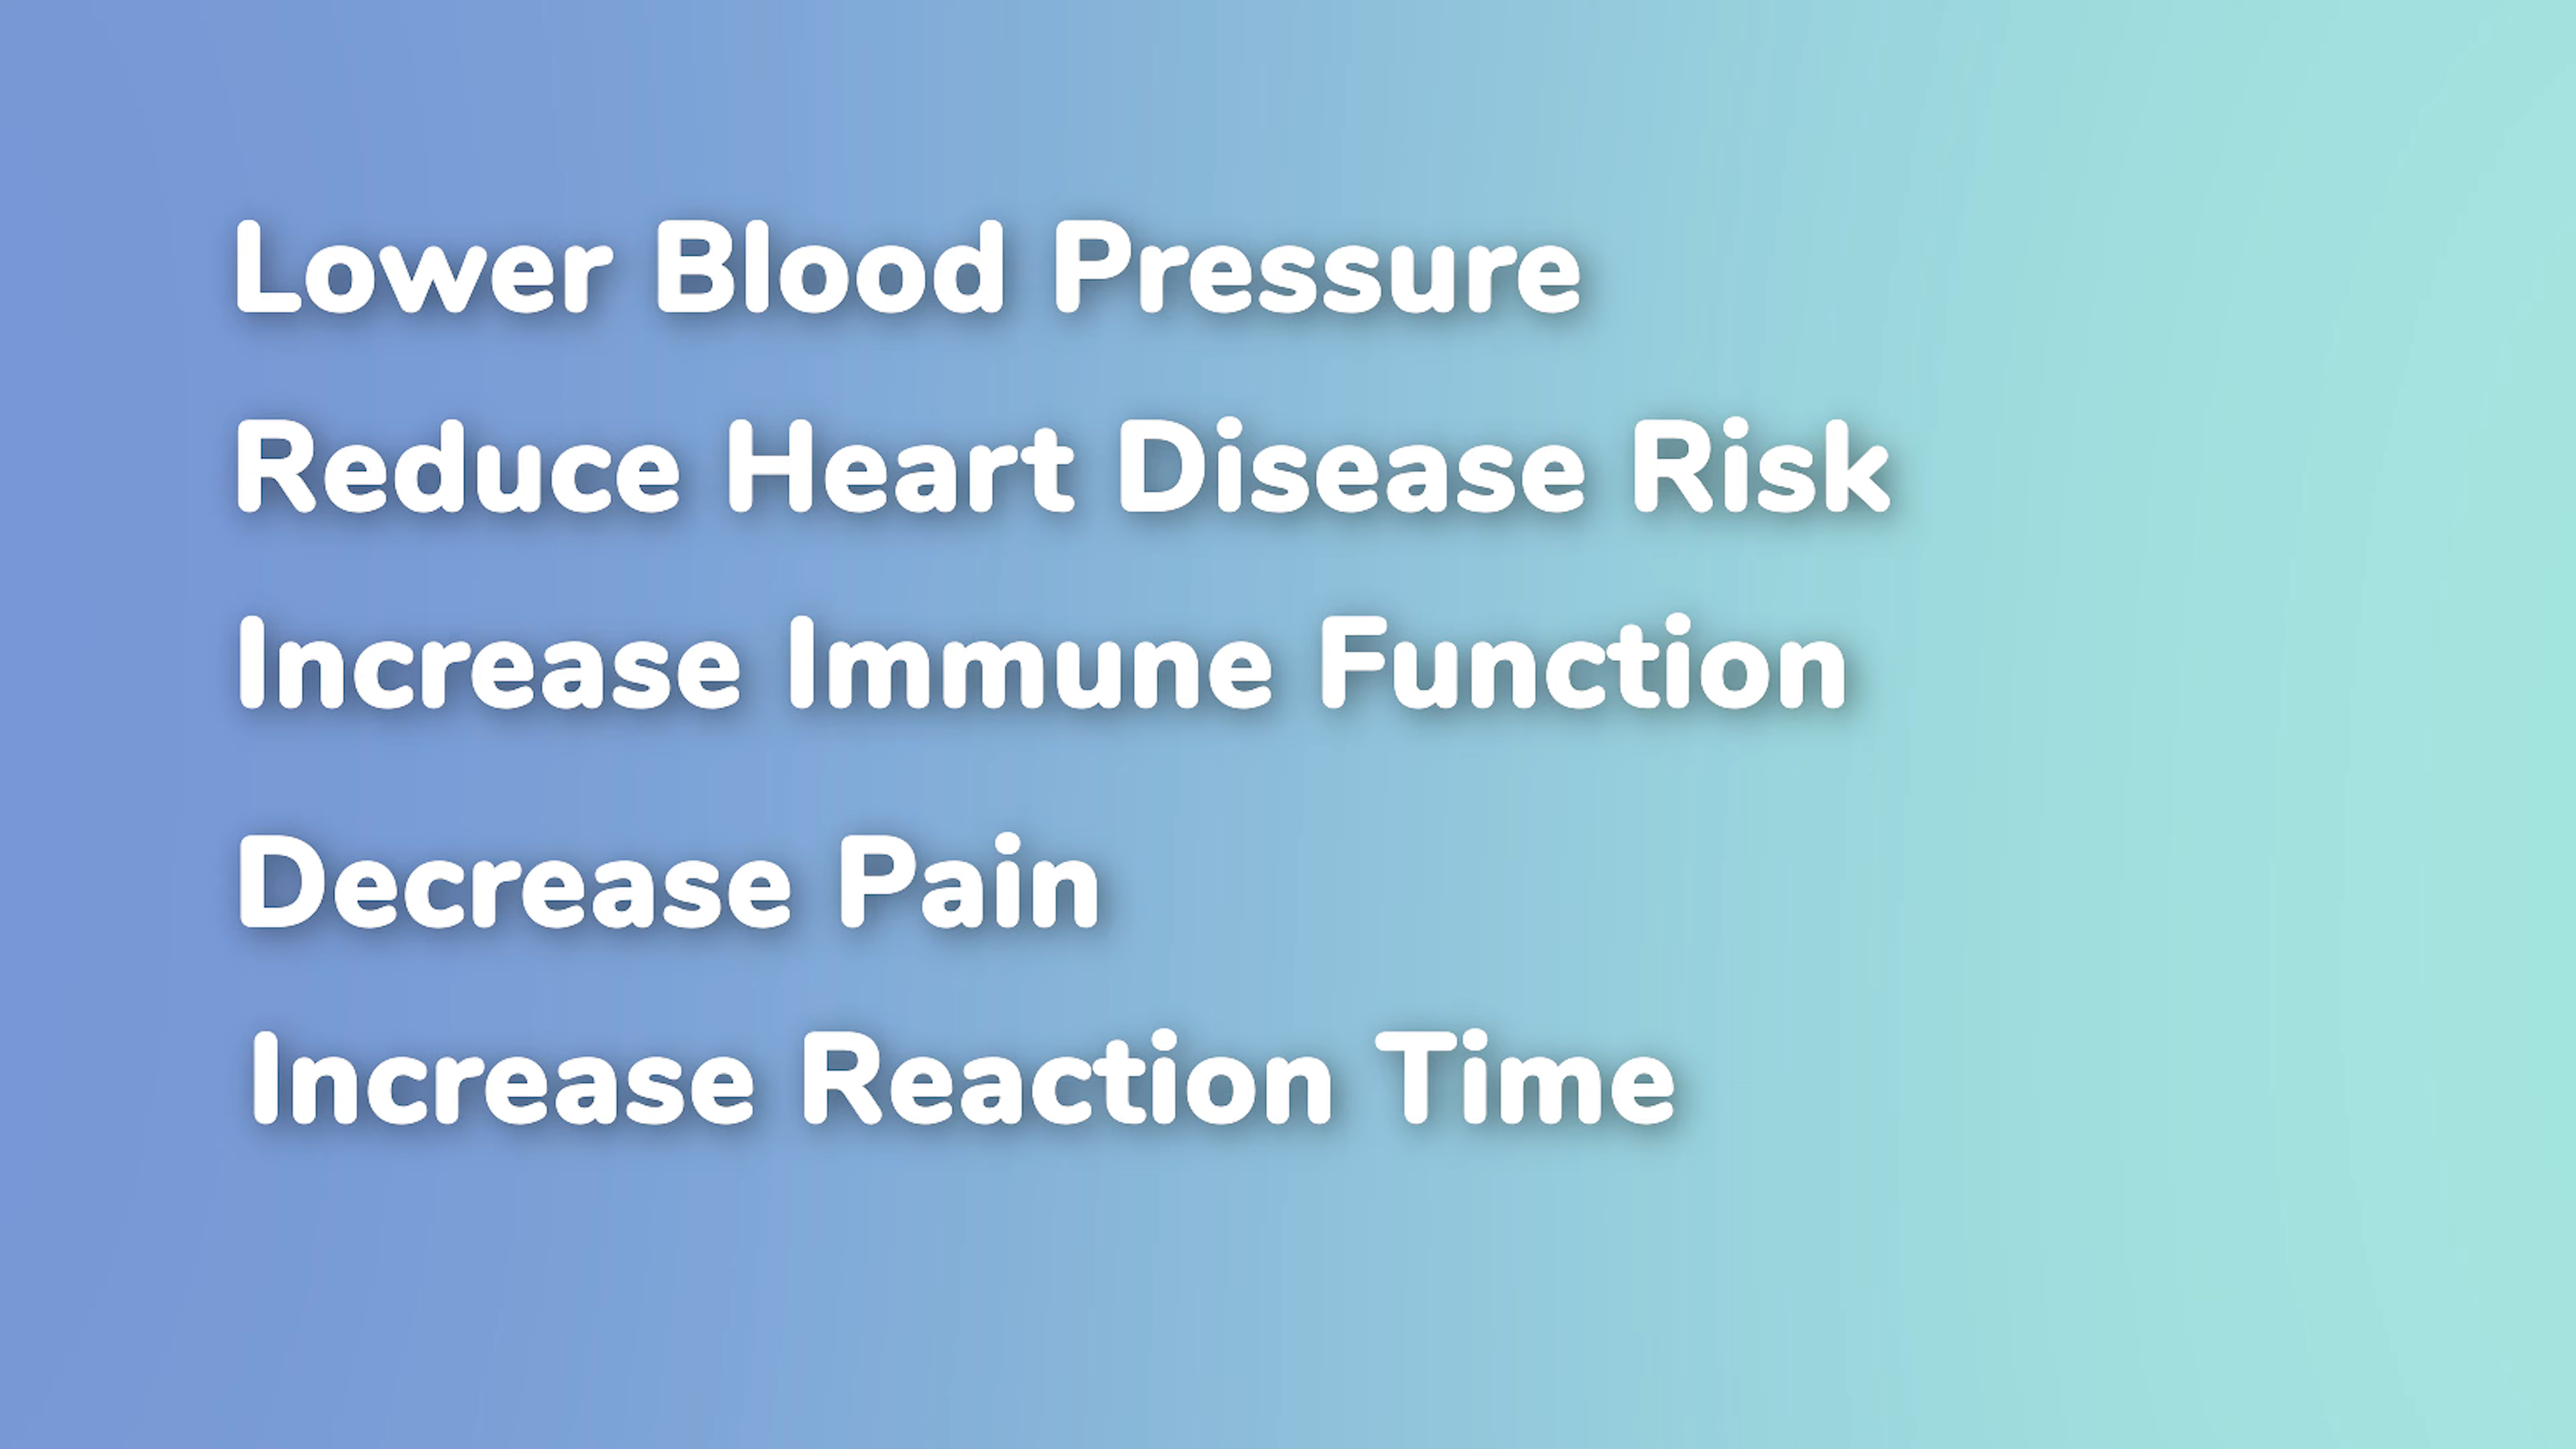 Lower Blood Pressure
Reduce Heart Disease Risk
Increase Immune Function
Decrease Pain
Increase Reaction Time